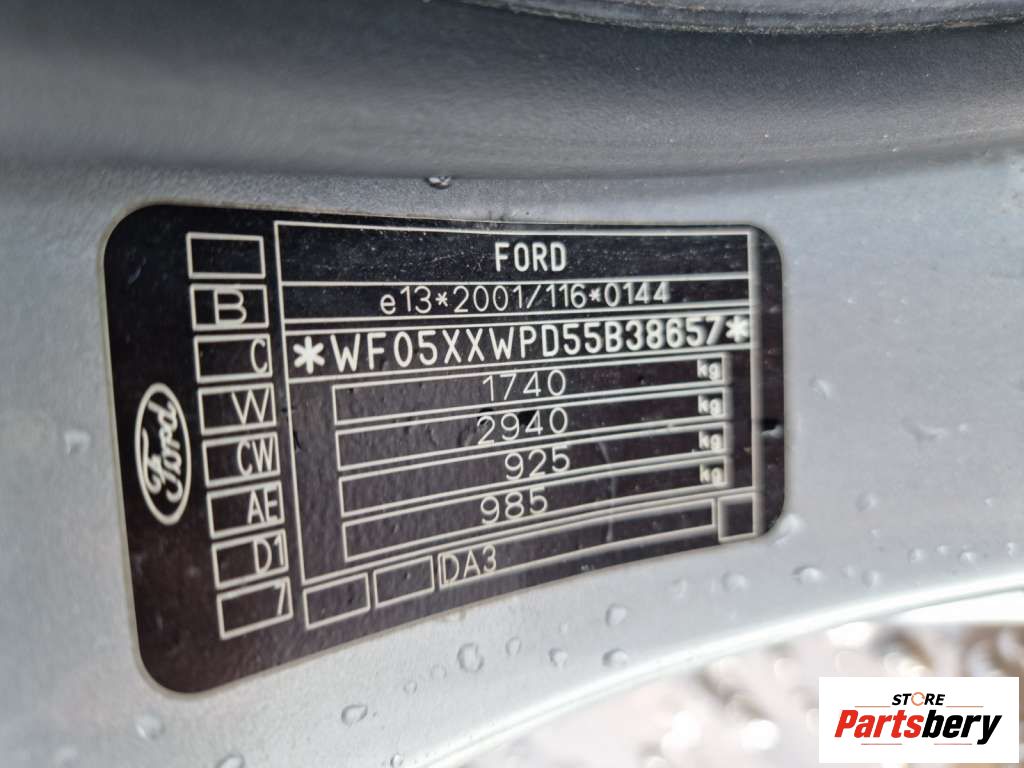 FORD
e13*2001/116*0144
*WF05XXWPD55B38657*
1740 kg
2940 kg
925 kg
985 kg
DA3
B
C
W
CW
AE
D1
7
Ford
STORE
Partsbery